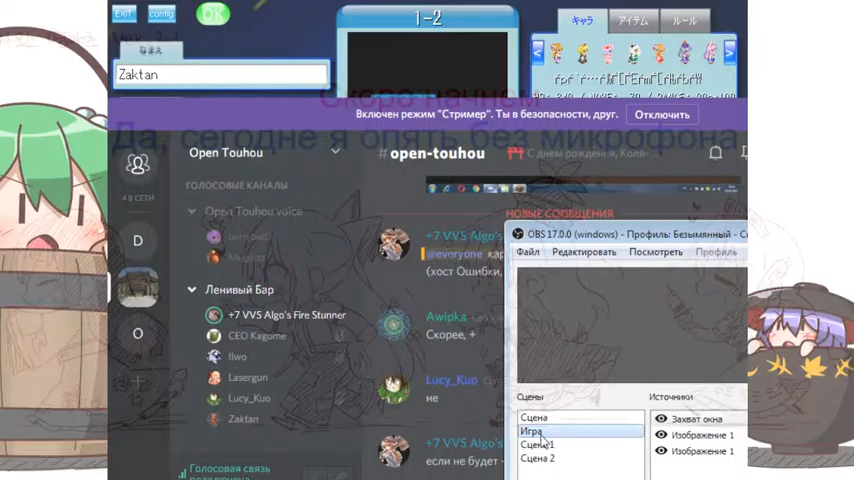 EXIT
config
OK
1-2
キャラ
アイテム
ルール
なまえ
Zaktan
Скоро начнем
Да, сегодня я опять без микрофона
Включен режим "Стример". Ты в безопасности, друг.
Отключить
Open Touhou
#open-touhou
С днем рождения, Коля-...
# В СЕТИ
ГОЛОСОВЫЕ КАНАЛЫ
Open Touhou voice
D
O
НОВЫЕ СООБЩЕНИЯ
+7 VVS Algo's
@everyone кар
(хост Ошибки,
Ленивый Бар
+7 VVS Algo's Fire Stunner
CEO Kagome
Ilwo
Lasergun
Lucy_Kuo
Zaktan
Голосовая связь
Awipka
Скорее, +
Lucy_Kuo
не
+7 VVS Algo's
если не будет -
OBS 17.0.0 (windows) - Профиль: Безымянный - С
Файл
Редактировать
Посмотреть
Профиль
Сцены
Источники
Сцена
Игра
Сцена 1
Сцена 2
Захват окна
Изображение 1
Изображение 1